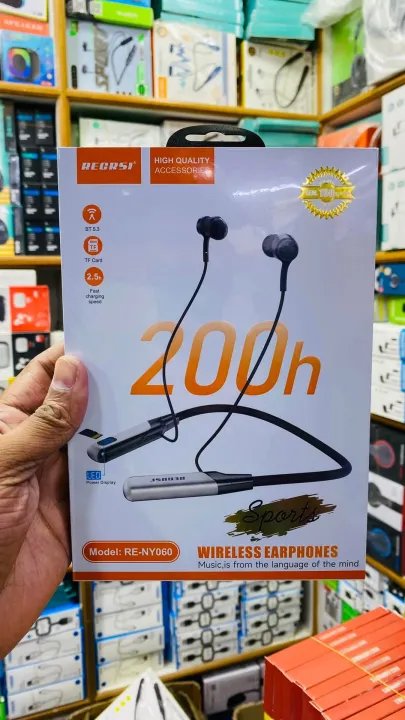 RECRSI+
HIGH QUALITY
ACCESSORIES
BT 5.3
TF Card
2.5h
Fast
charging
speed
200h
LED
Power Display
Sports
Model: RE-NY060
WIRELESS EARPHONES
Music,is from the language of the mind